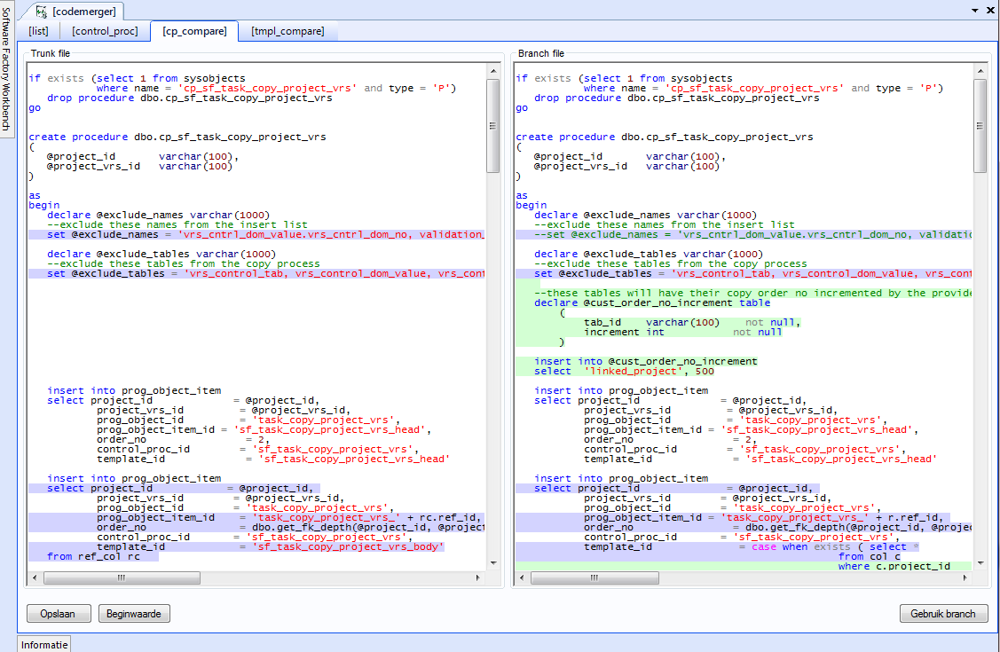 Software Factory Workbench
[codemerger]
[list] [control_proc] [cp_compare] [tmpl_compare]
Trunk file
if exists (select 1 from sysobjects
where name = 'cp_sf_task_copy_project_vrs' and type = 'P')
drop procedure dbo.cp_sf_task_copy_project_vrs
go
create procedure dbo.cp_sf_task_copy_project_vrs
(
@project_id varchar(100),
@project_vrs_id varchar(100)
)
as
begin
declare @exclude_names varchar(1000)
--exclude these names from the insert list
set @exclude_names = 'vrs_cntrl_dom_value.vrs_cntrl_dom_no, validation_
declare @exclude_tables varchar(1000)
--exclude these tables from the copy process
set @exclude_tables = 'vrs_control_tab, vrs_control_dom_value, vrs_cont
insert into prog_object_item
select project_id = @project_id,
project_vrs_id = @project_vrs_id,
prog_object_id = 'task_copy_project_vrs',
prog_object_item_id = 'sf_task_copy_project_vrs_head',
order_no = 2,
control_proc_id = 'sf_task_copy_project_vrs',
template_id = 'sf_task_copy_project_vrs_head'
insert into prog_object_item
select project_id = @project_id,
project_vrs_id = @project_vrs_id,
prog_object_id = 'task_copy_project_vrs',
prog_object_item_id = 'task_copy_project_vrs_' + rc.ref_id,
order_no = dbo.get_fk_depth(@project_id, @project
control_proc_id = 'sf_task_copy_project_vrs',
template_id = 'sf_task_copy_project_vrs_body'
from ref_col rc
Branch file
if exists (select 1 from sysobjects
where name = 'cp_sf_task_copy_project_vrs' and type = 'P')
drop procedure dbo.cp_sf_task_copy_project_vrs
go
create procedure dbo.cp_sf_task_copy_project_vrs
(
@project_id varchar(100),
@project_vrs_id varchar(100)
)
as
begin
declare @exclude_names varchar(1000)
--exclude these names from the insert list
--set @exclude_names = 'vrs_cntrl_dom_value.vrs_cntrl_dom_no, validatio
declare @exclude_tables varchar(1000)
--exclude these tables from the copy process
set @exclude_tables = 'vrs_control_tab, vrs_control_dom_value, vrs_cont
--these tables will have their copy order no incremented by the provide
declare @cust_order_no_increment table
(
tab_id varchar(100) not null,
increment int not null
)
insert into @cust_order_no_increment
select 'linked_project', 500
insert into prog_object_item
select project_id = @project_id,
project_vrs_id = @project_vrs_id,
prog_object_id = 'task_copy_project_vrs',
prog_object_item_id = 'sf_task_copy_project_vrs_head',
order_no = 2,
control_proc_id = 'sf_task_copy_project_vrs',
template_id = 'sf_task_copy_project_vrs_head'
insert into prog_object_item
select project_id = @project_id,
project_vrs_id = @project_vrs_id,
prog_object_id = 'task_copy_project_vrs',
prog_object_item_id = 'task_copy_project_vrs_' + r.ref_id,
order_no = dbo.get_fk_depth(@project_id, @projec
control_proc_id = 'sf_task_copy_project_vrs',
template_id = case when exists ( select *
from col c
where c.project_id
Opslaan Beginwaarde Gebruik branch
Informatie